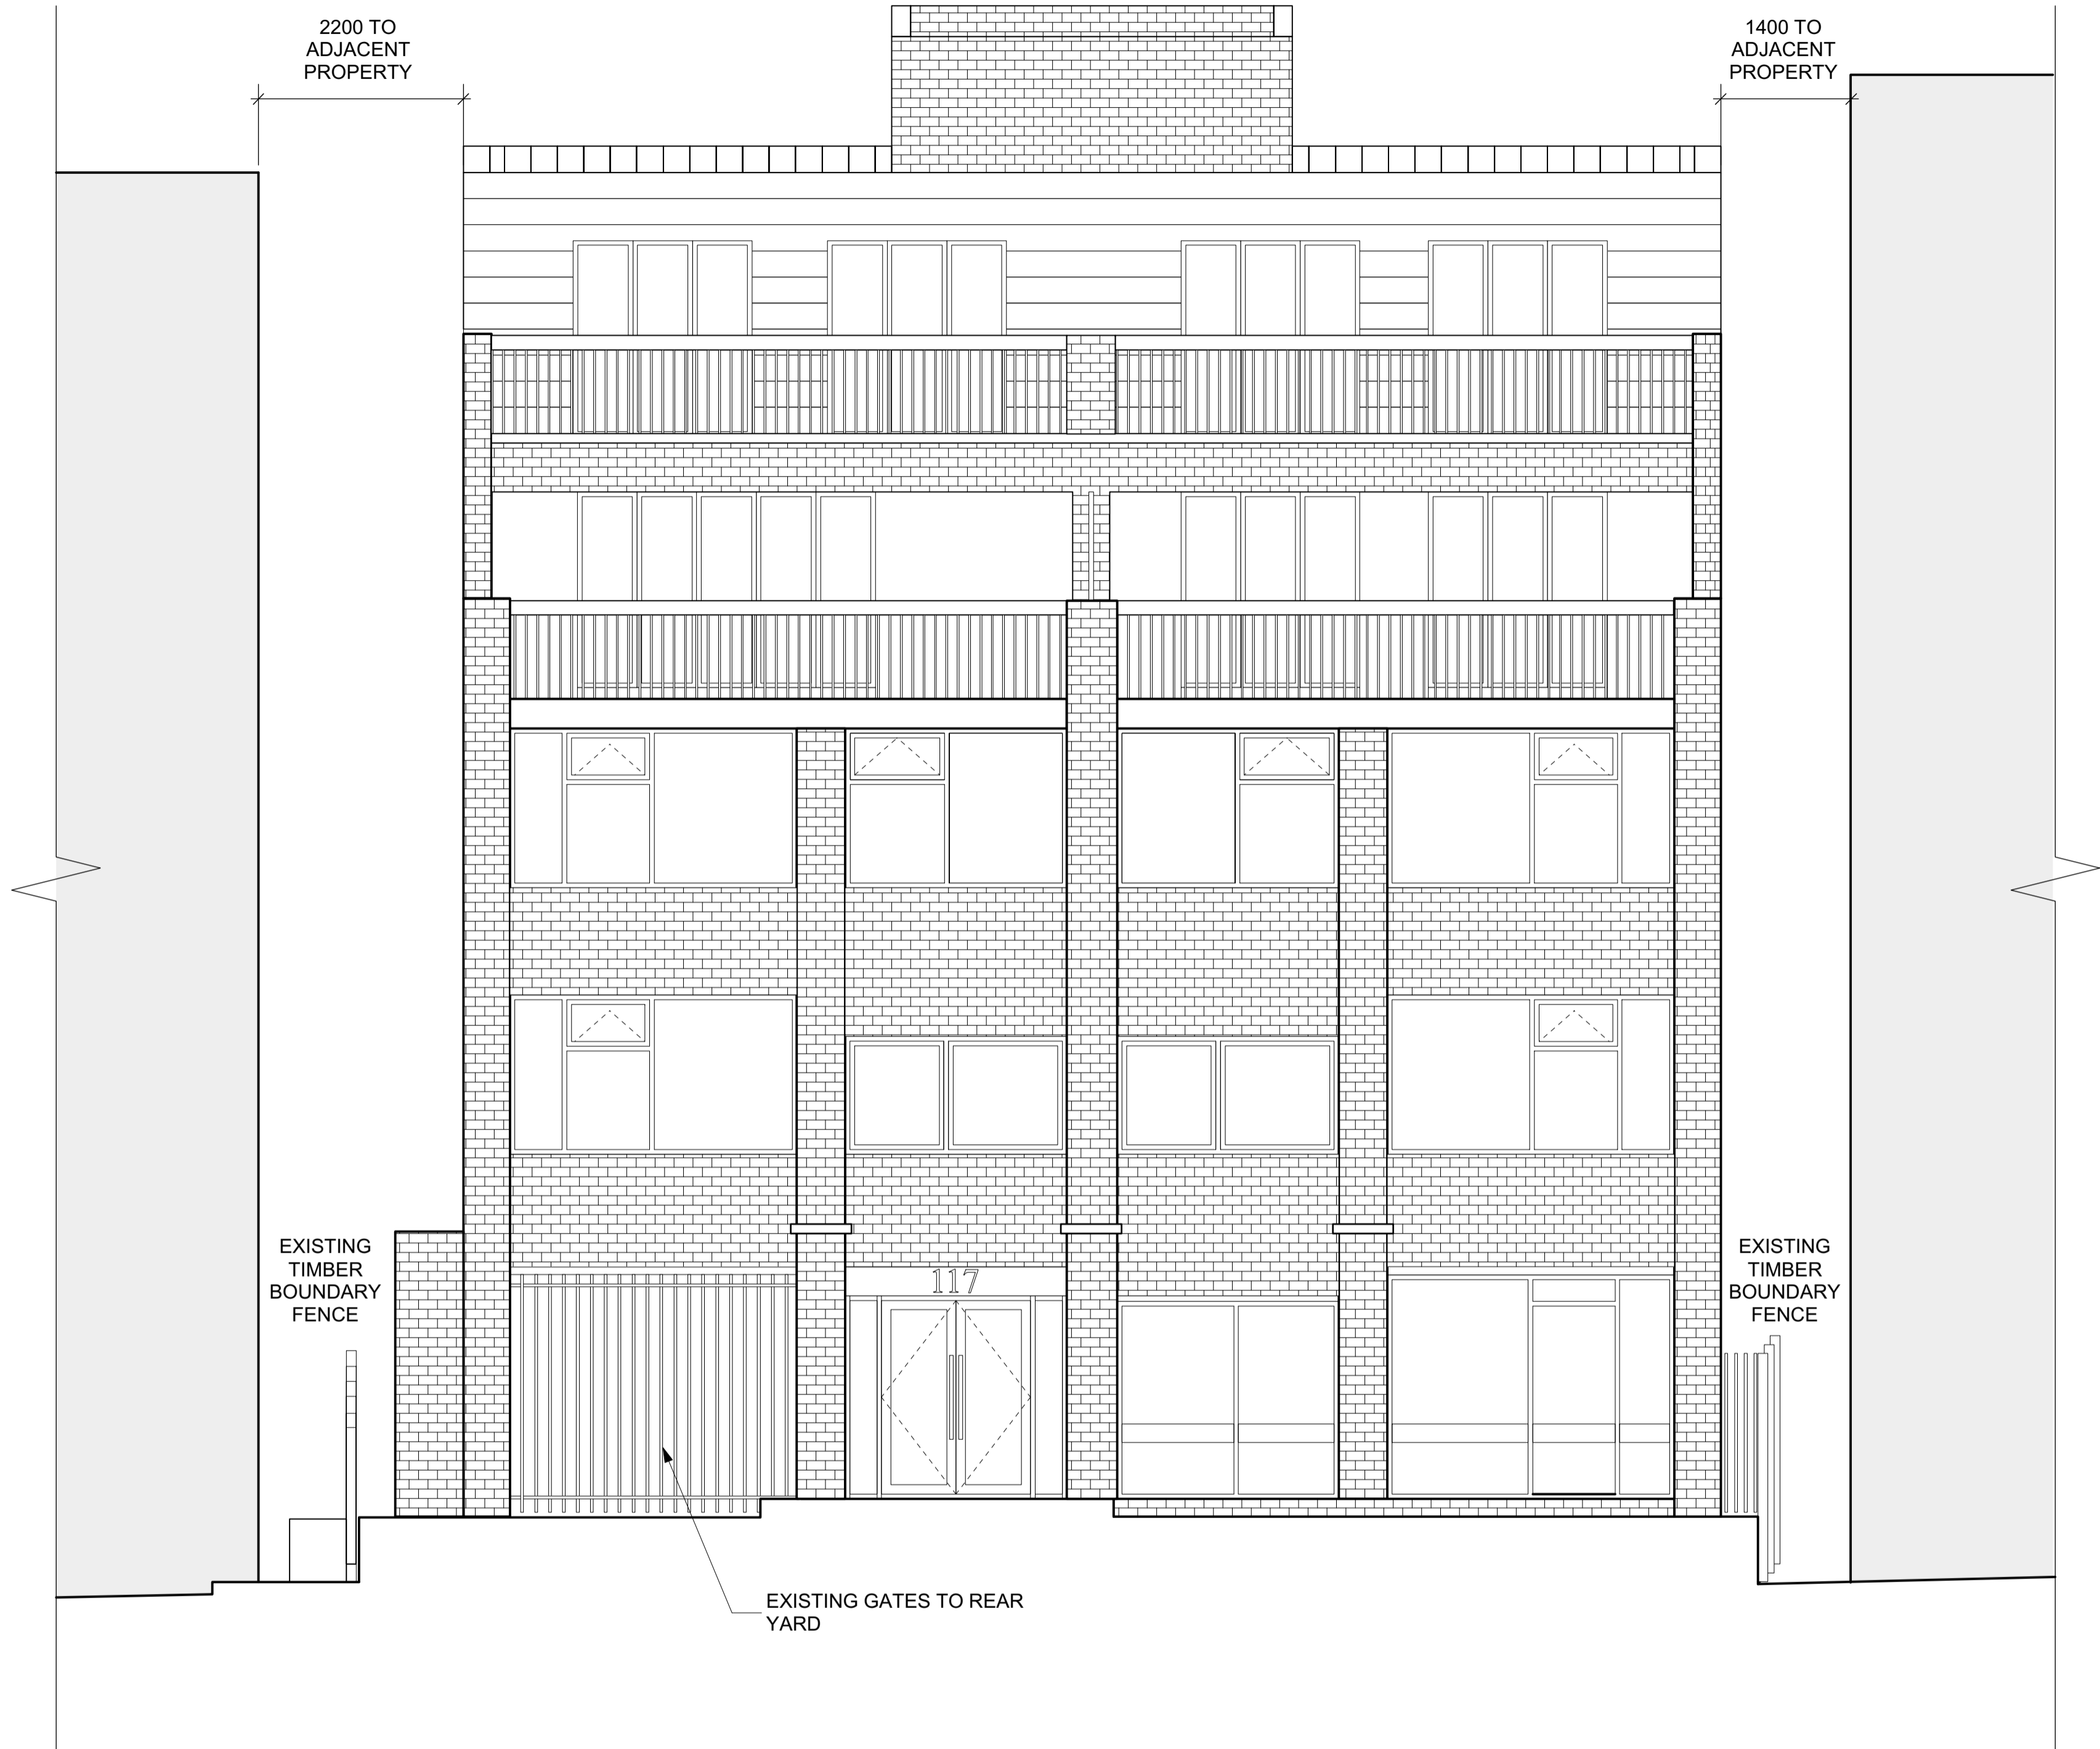 2200 TO
ADJACENT
PROPERTY
1400 TO
ADJACENT
PROPERTY
EXISTING
TIMBER
BOUNDARY
FENCE
117
EXISTING
TIMBER
BOUNDARY
FENCE
EXISTING GATES TO REAR
YARD